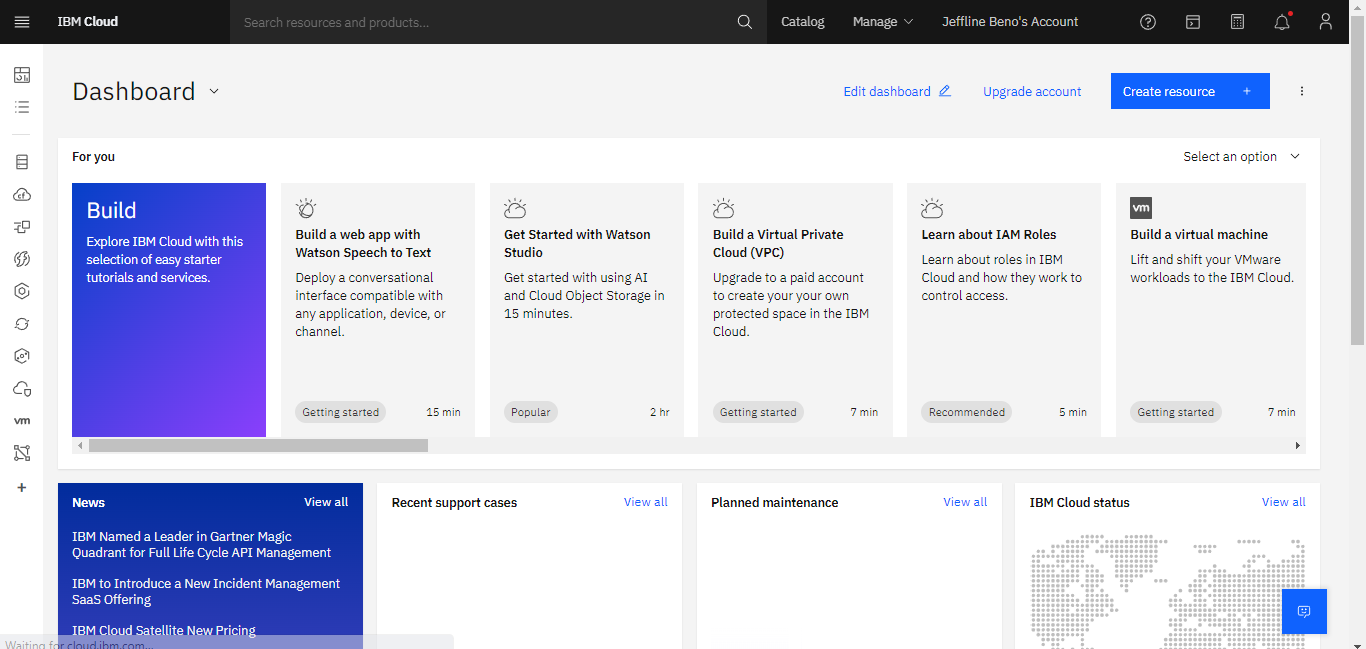 IBM Cloud
Search resources and products...
Catalog
Manage
Jeffline Beno's Account
Dashboard
Edit dashboard
Upgrade account
Create resource +
For you
Select an option
Build
Explore IBM Cloud with this
selection of easy starter
tutorials and services.
Build a web app with
Watson Speech to Text
Deploy a conversational
interface compatible with
any application, device, or
channel.
Getting started
15 min
Get Started with Watson
Studio
Get started with using AI
and Cloud Object Storage in
15 minutes.
Popular
2 hr
Build a Virtual Private
Cloud (VPC)
Upgrade to a paid account
to create your your own
protected space in the IBM
Cloud.
Getting started
7 min
Learn about IAM Roles
Learn about roles in IBM
Cloud and how they work to
control access.
Recommended
5 min
vm
Build a virtual machine
Lift and shift your VMware
workloads to the IBM Cloud.
Getting started
7 min
cf
vm
+
News
View all
IBM Named a Leader in Gartner Magic
Quadrant for Full Life Cycle API Management
IBM to Introduce a New Incident Management
SaaS Offering
IBM Cloud Satellite New Pricing
Recent support cases
View all
Planned maintenance
View all
IBM Cloud status
View all
Waiting for cloud.ibm.com...